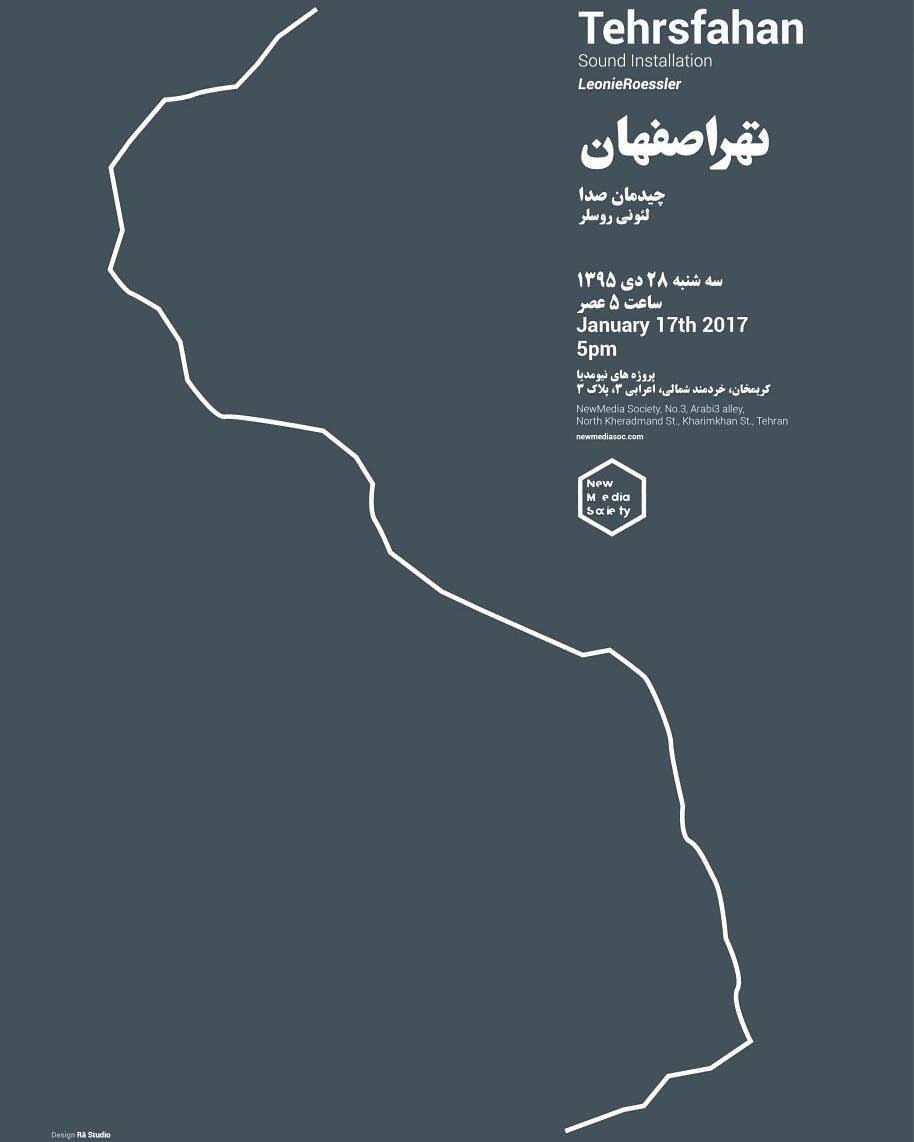 Tehrsfahan
Sound Installation
LeonieRoessler
تهراصفهان
چیدمان صدا
لئونی روسلر
سه شنبه ۲۸ دی ۱۳۹۵
ساعت ۵ عصر
January 17th 2017
5pm
پروژه های نیومدیا
کریمخان، خردمند شمالی، اعرابی ۳، پلاک ۳
NewMedia Society, No.3, Arabi3 alley,
North Kheradmand St., Kharimkhan St., Tehran
newmediasoc.com
New
Media
Society
Design Rā Studio